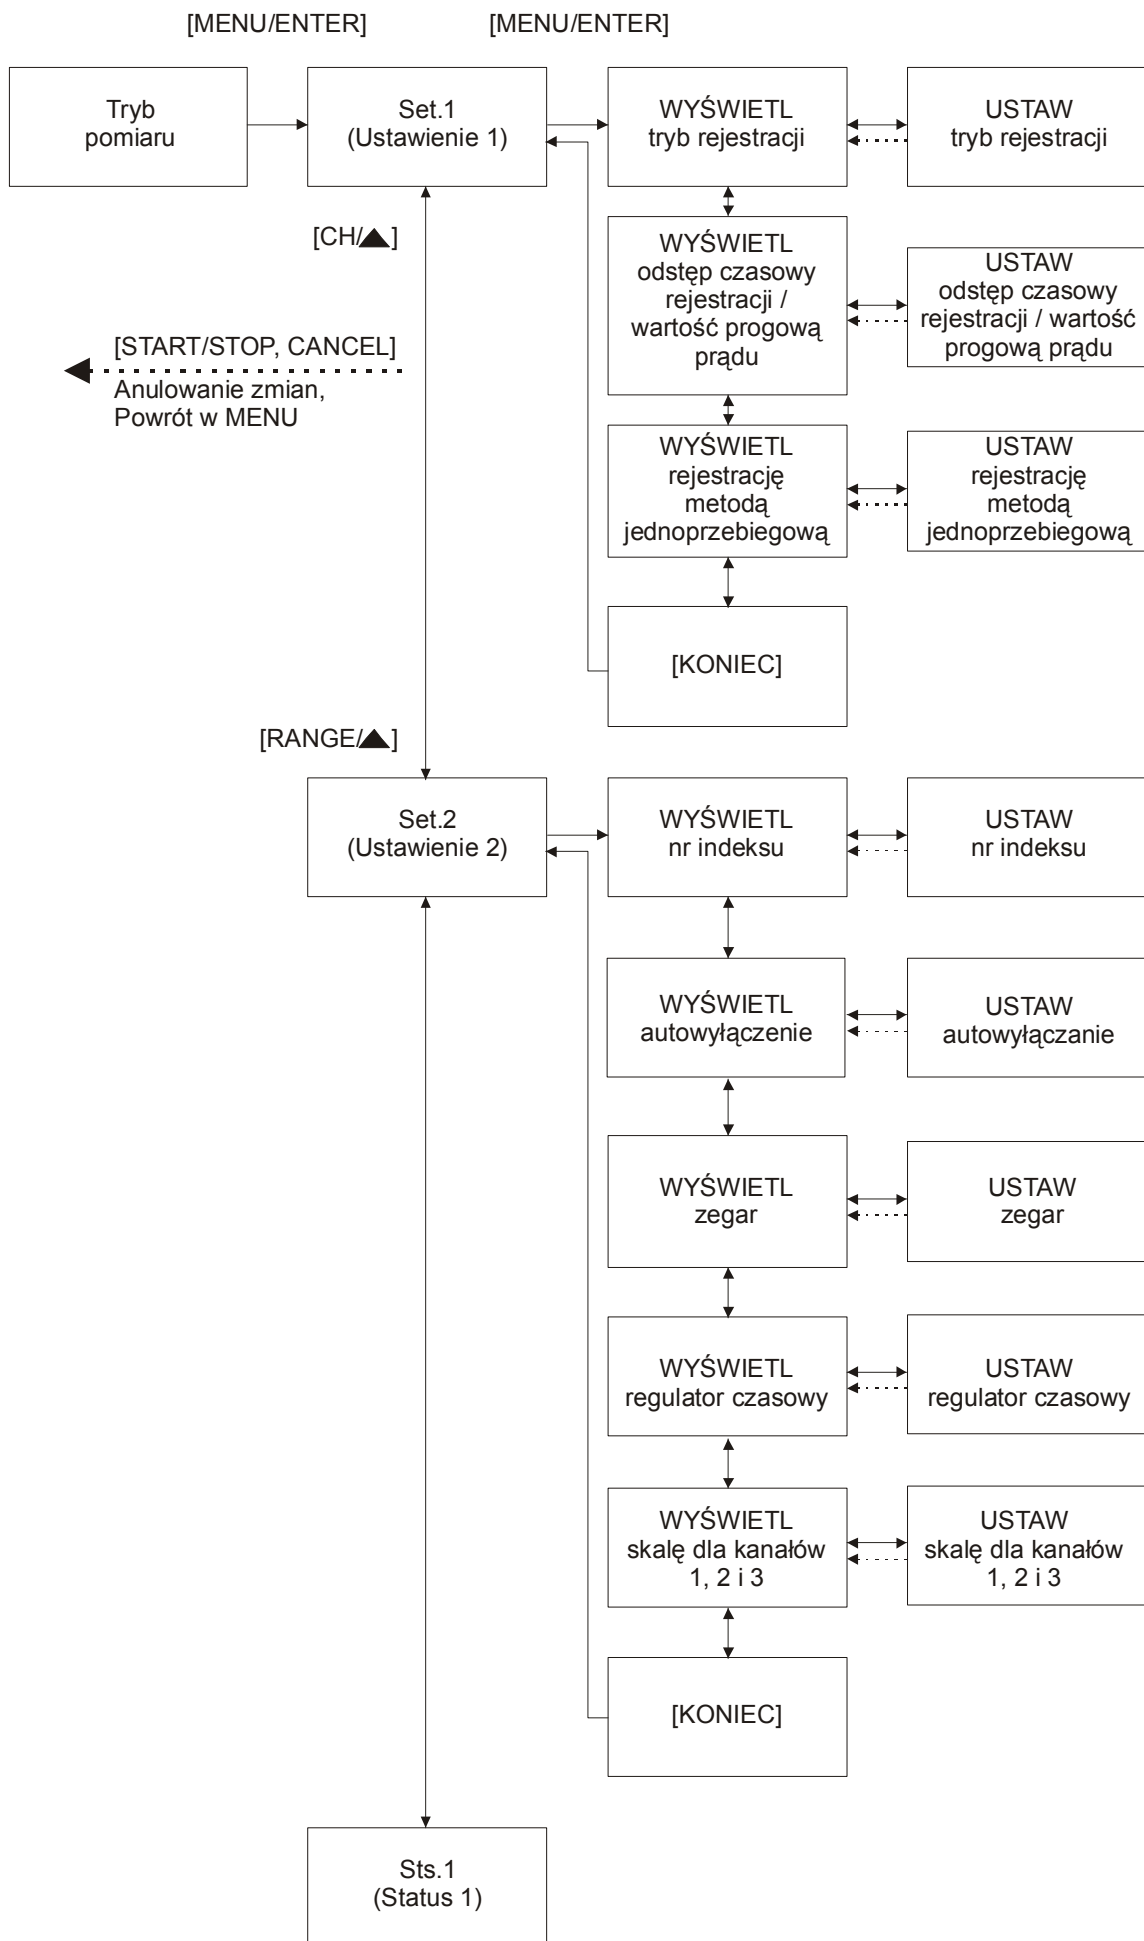 [MENU/ENTER]
[MENU/ENTER]
Tryb
pomiaru
Set.1
(Ustawienie 1)
WYŚWIETL
tryb rejestracji
USTAW
tryb rejestracji
[CH/▲]
WYŚWIETL
odstęp czasowy
rejestracji /
wartość progową
prądu
USTAW
odstęp czasowy
rejestracji / wartość
progową prądu
[START/STOP, CANCEL]
Anulowanie zmian,
Powrót w MENU
WYŚWIETL
rejestrację
metodą
jednoprzebiegową
USTAW
rejestrację
metodą
jednoprzebiegową
[KONIEC]
[RANGE/▲]
Set.2
(Ustawienie 2)
WYŚWIETL
nr indeksu
USTAW
nr indeksu
WYŚWIETL
autowyłączenie
USTAW
autowyłączanie
WYŚWIETL
zegar
USTAW
zegar
WYŚWIETL
regulator czasowy
USTAW
regulator czasowy
WYŚWIETL
skalę dla kanałów
1, 2 i 3
USTAW
skalę dla kanałów
1, 2 i 3
[KONIEC]
Sts.1
(Status 1)